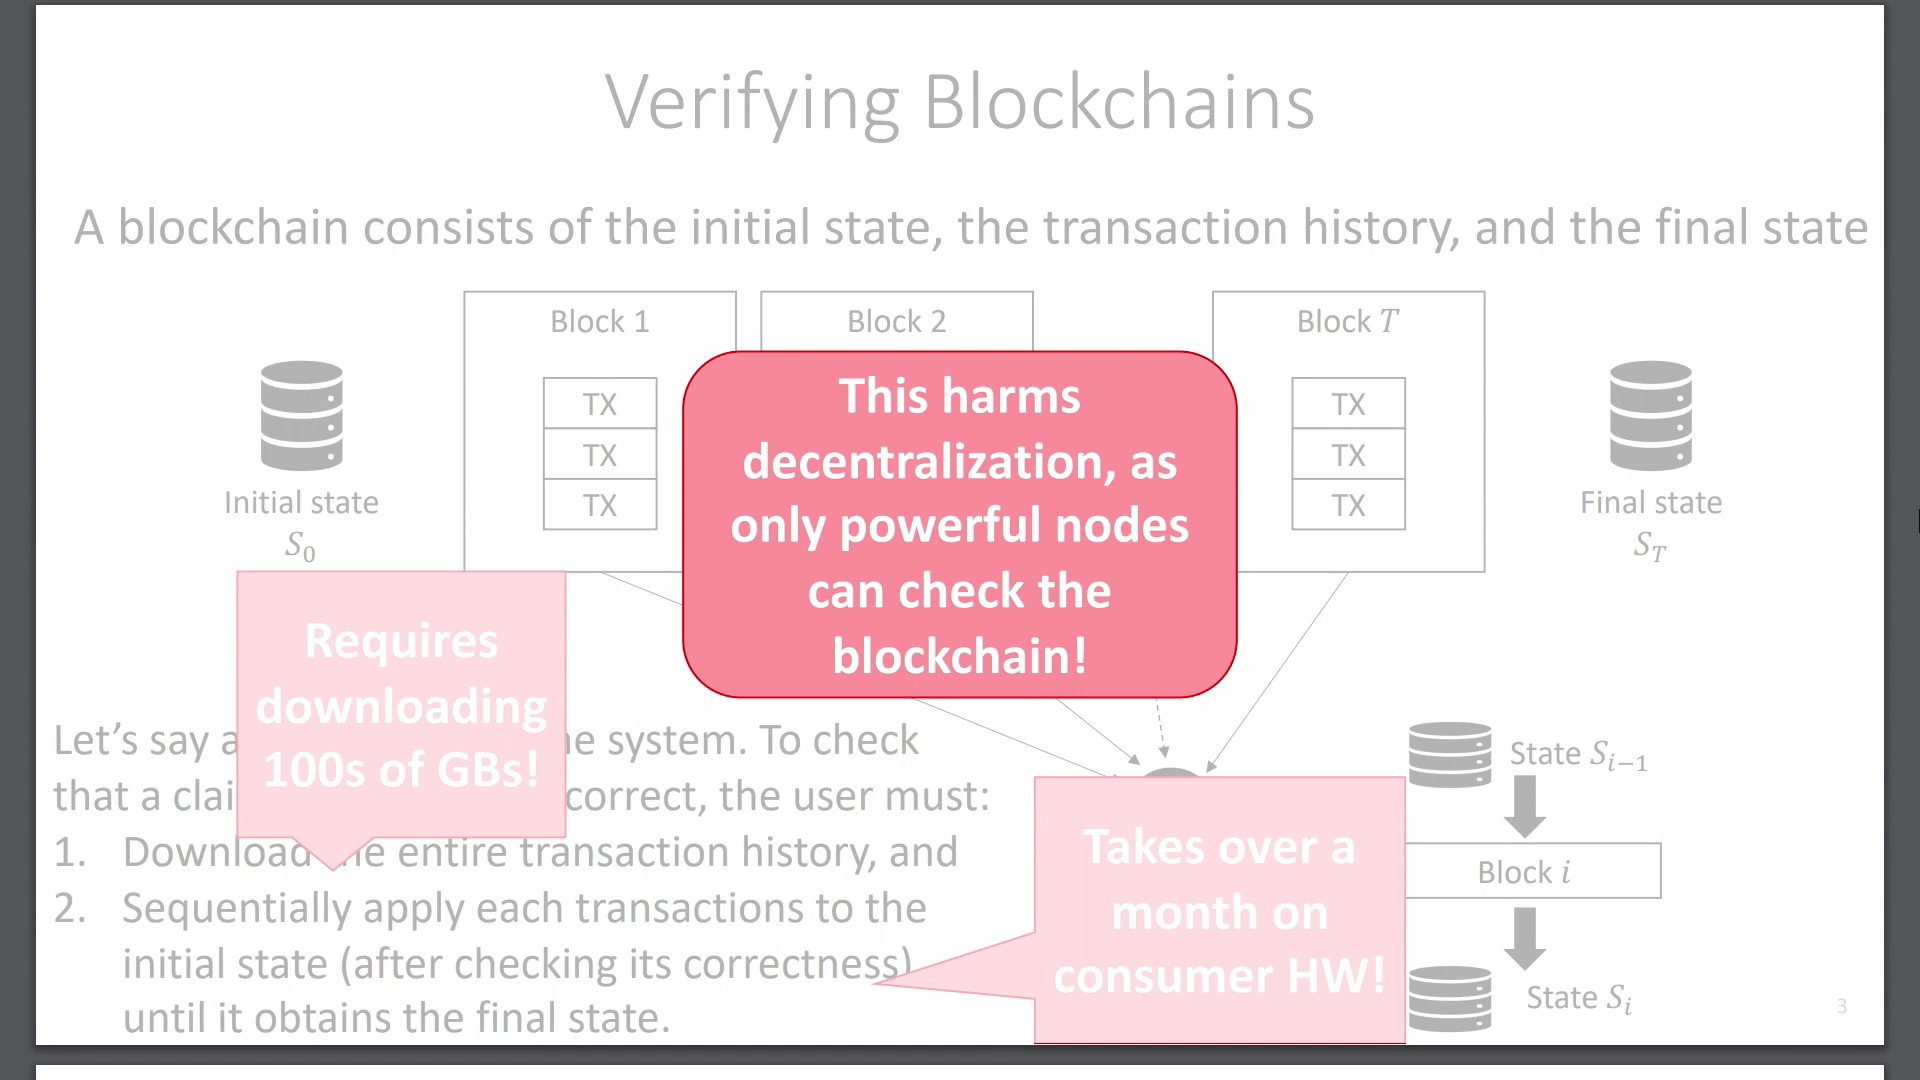 Verifying Blockchains
A blockchain consists of the initial state, the transaction history, and the final state
Block 1
Block 2
Block T
TX
TX
TX
TX
TX
TX
Initial state
S₀
Final state
S_T
This harms
decentralization, as
only powerful nodes
can check the
blockchain!
Requires
downloading
100s of GBs!
Let’s say a
e system. To check
that a clai
correct, the user must:
1. Download entire transaction history, and
2. Sequentially apply each transactions to the
initial state (after checking its correctness)
until it obtains the final state.
Takes over a
month on
consumer HW!
State Sᵢ₋₁
Block i
State Sᵢ
3